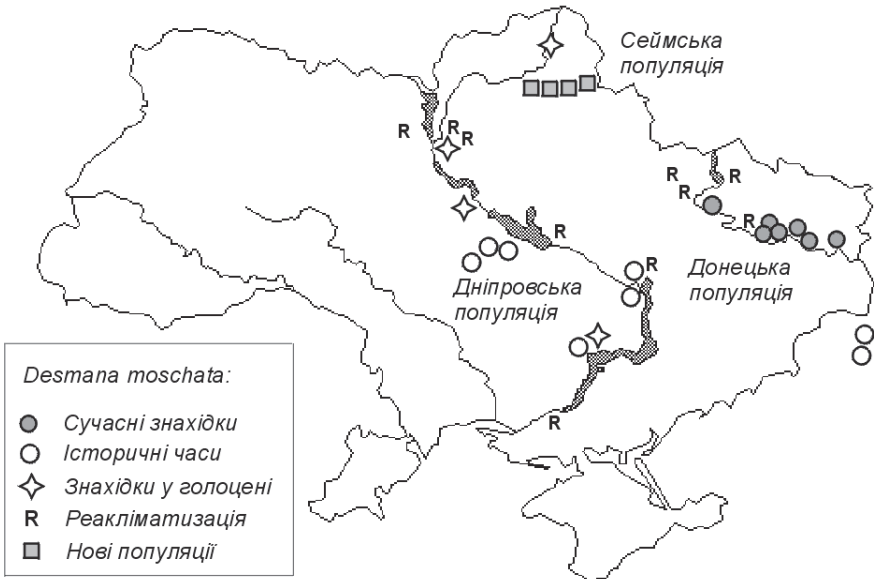 Сеймська
популяція
R
R
R
R
R
R
R
R
R
R
R
Донецька
популяція
Дніпровська
популяція
Desmana moschata:
Сучасні знахідки
Історичні часи
Знахідки у голоцені
R Реакліматизація
Нові популяції